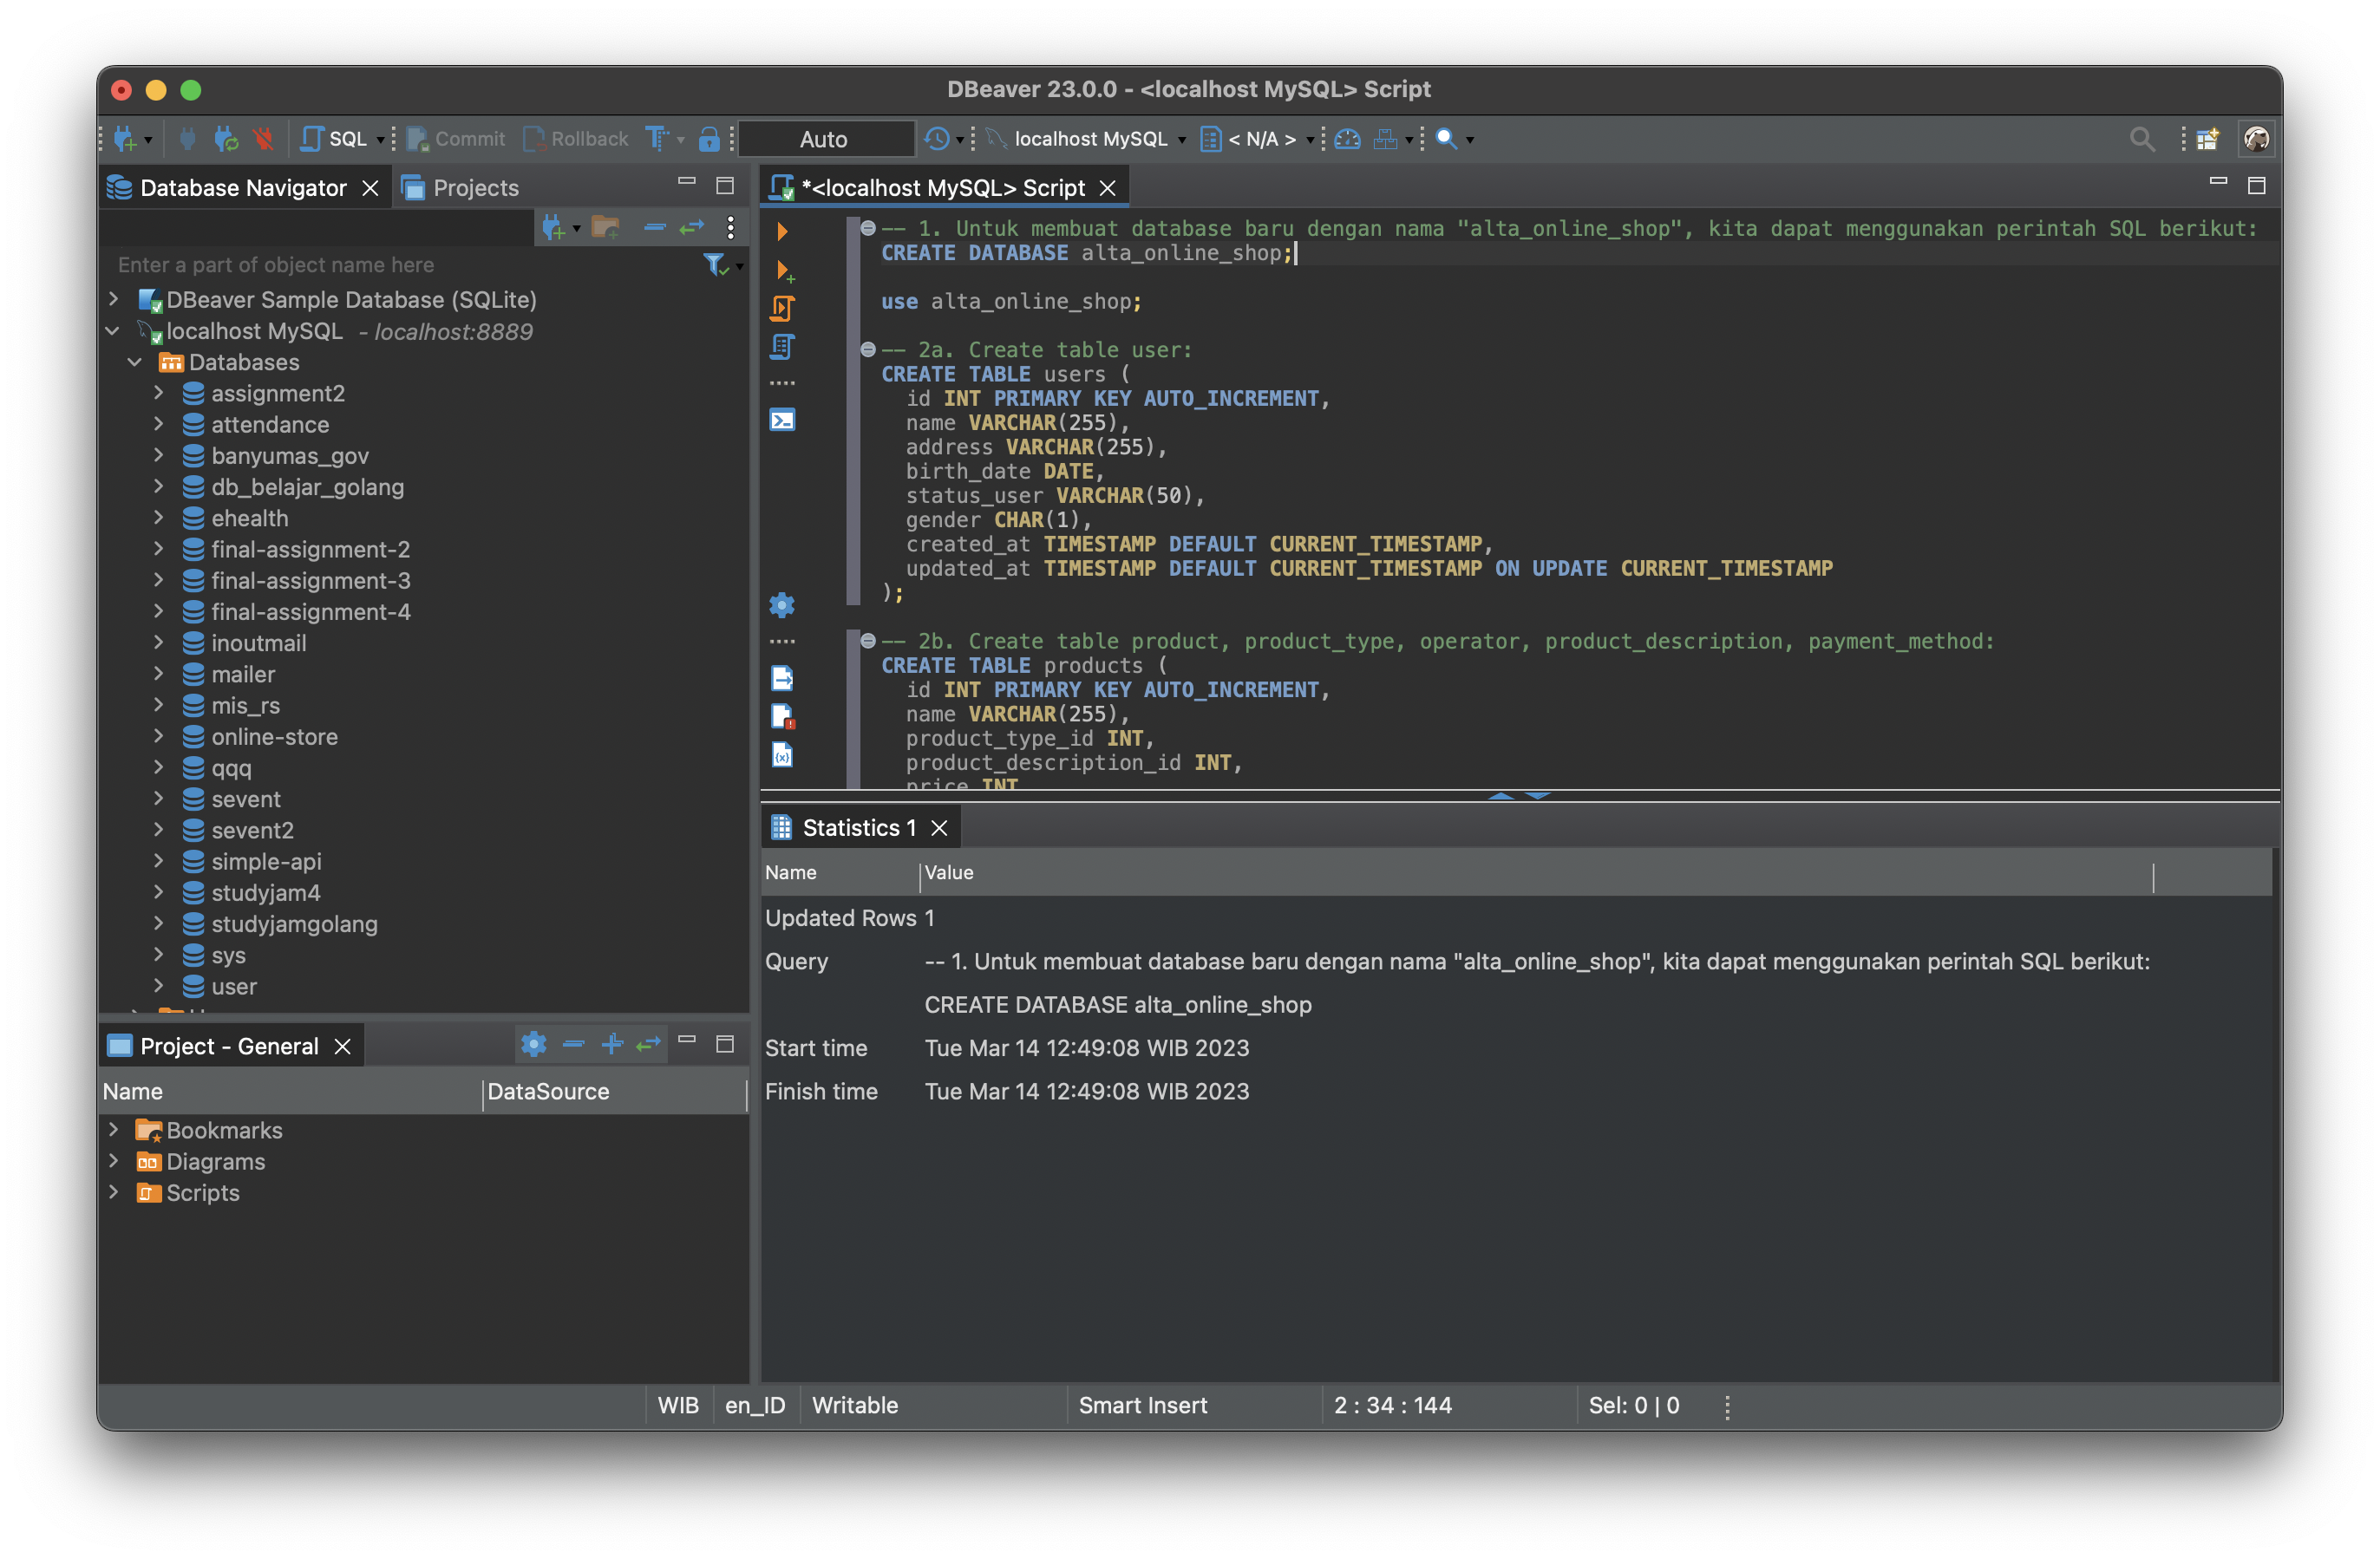 DBeaver 23.0.0 - <localhost MySQL> Script
SQL
Commit
Rollback
Auto
localhost MySQL
< N/A >
Database Navigator
Projects
Enter a part of object name here
DBeaver Sample Database (SQLite)
localhost MySQL - localhost:8889
Databases
assignment2
attendance
banyumas_gov
db_belajar_golang
ehealth
final-assignment-2
final-assignment-3
final-assignment-4
inoutmail
mailer
mis_rs
online-store
qqq
sevent
sevent2
simple-api
studyjam4
studyjamgolang
sys
user
Project - General
Name DataSource
Bookmarks
Diagrams
Scripts
*<localhost MySQL> Script
-- 1. Untuk membuat database baru dengan nama "alta_online_shop", kita dapat menggunakan perintah SQL berikut:
CREATE DATABASE alta_online_shop;
use alta_online_shop;
-- 2a. Create table user:
CREATE TABLE users (
id INT PRIMARY KEY AUTO_INCREMENT,
name VARCHAR(255),
address VARCHAR(255),
birth_date DATE,
status_user VARCHAR(50),
gender CHAR(1),
created_at TIMESTAMP DEFAULT CURRENT_TIMESTAMP,
updated_at TIMESTAMP DEFAULT CURRENT_TIMESTAMP ON UPDATE CURRENT_TIMESTAMP
);
-- 2b. Create table product, product_type, operator, product_description, payment_method:
CREATE TABLE products (
id INT PRIMARY KEY AUTO_INCREMENT,
name VARCHAR(255),
product_type_id INT,
product_description_id INT,
price INT
Statistics 1
Name Value
Updated Rows 1
Query -- 1. Untuk membuat database baru dengan nama "alta_online_shop", kita dapat menggunakan perintah SQL berikut:
CREATE DATABASE alta_online_shop
Start time Tue Mar 14 12:49:08 WIB 2023
Finish time Tue Mar 14 12:49:08 WIB 2023
WIB en_ID Writable Smart Insert 2 : 34 : 144 Sel: 0 | 0